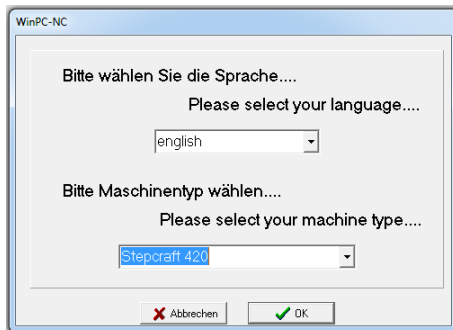 WinPC-NC
Bitte wählen Sie die Sprache....
Please select your language....
english
Bitte Maschinentyp wählen....
Please select your machine type....
Stepcraft 420
Abbrechen
OK